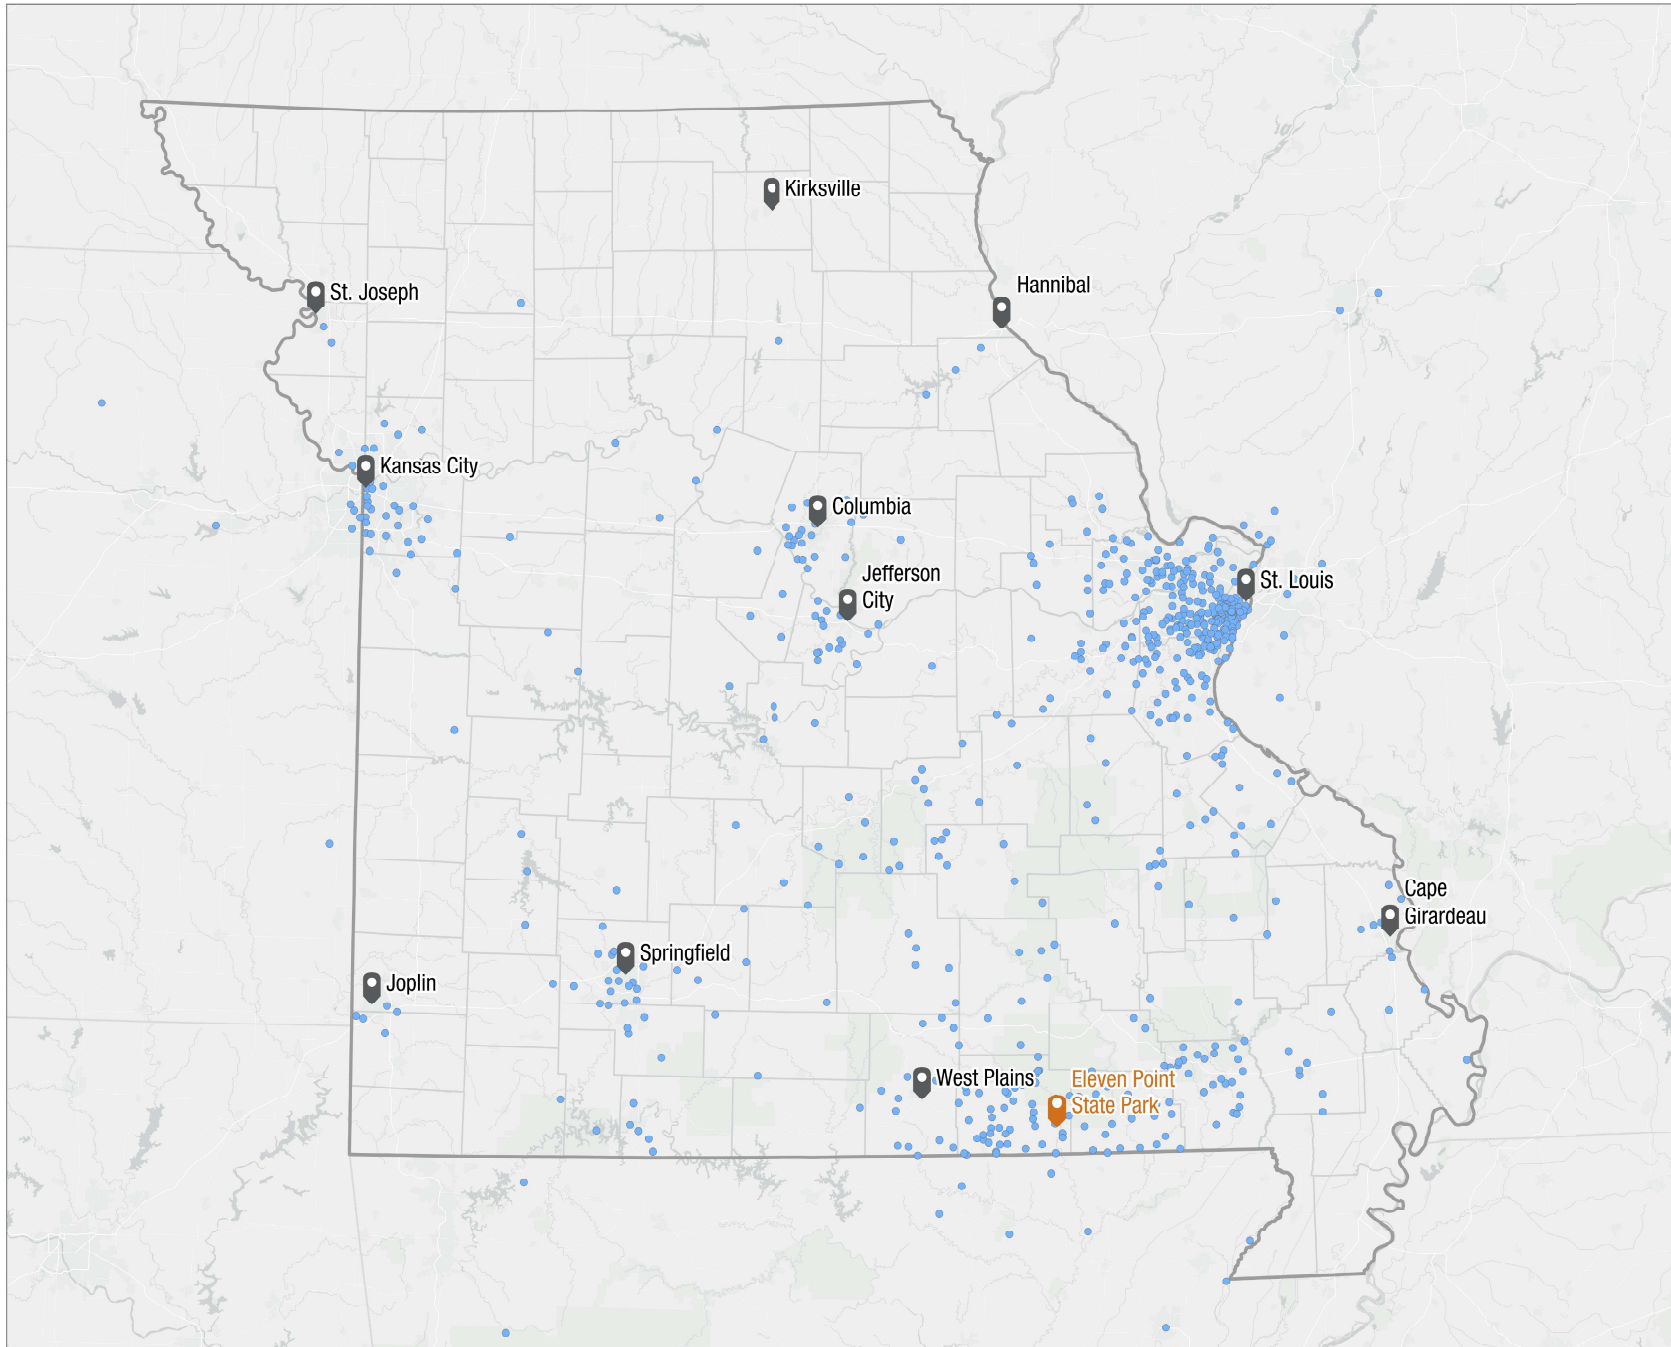 Kirksville
Hannibal
St. Joseph
Kansas City
Columbia
Jefferson
City
St. Louis
Cape
Girardeau
Springfield
Joplin
West Plains
Eleven Point
State Park